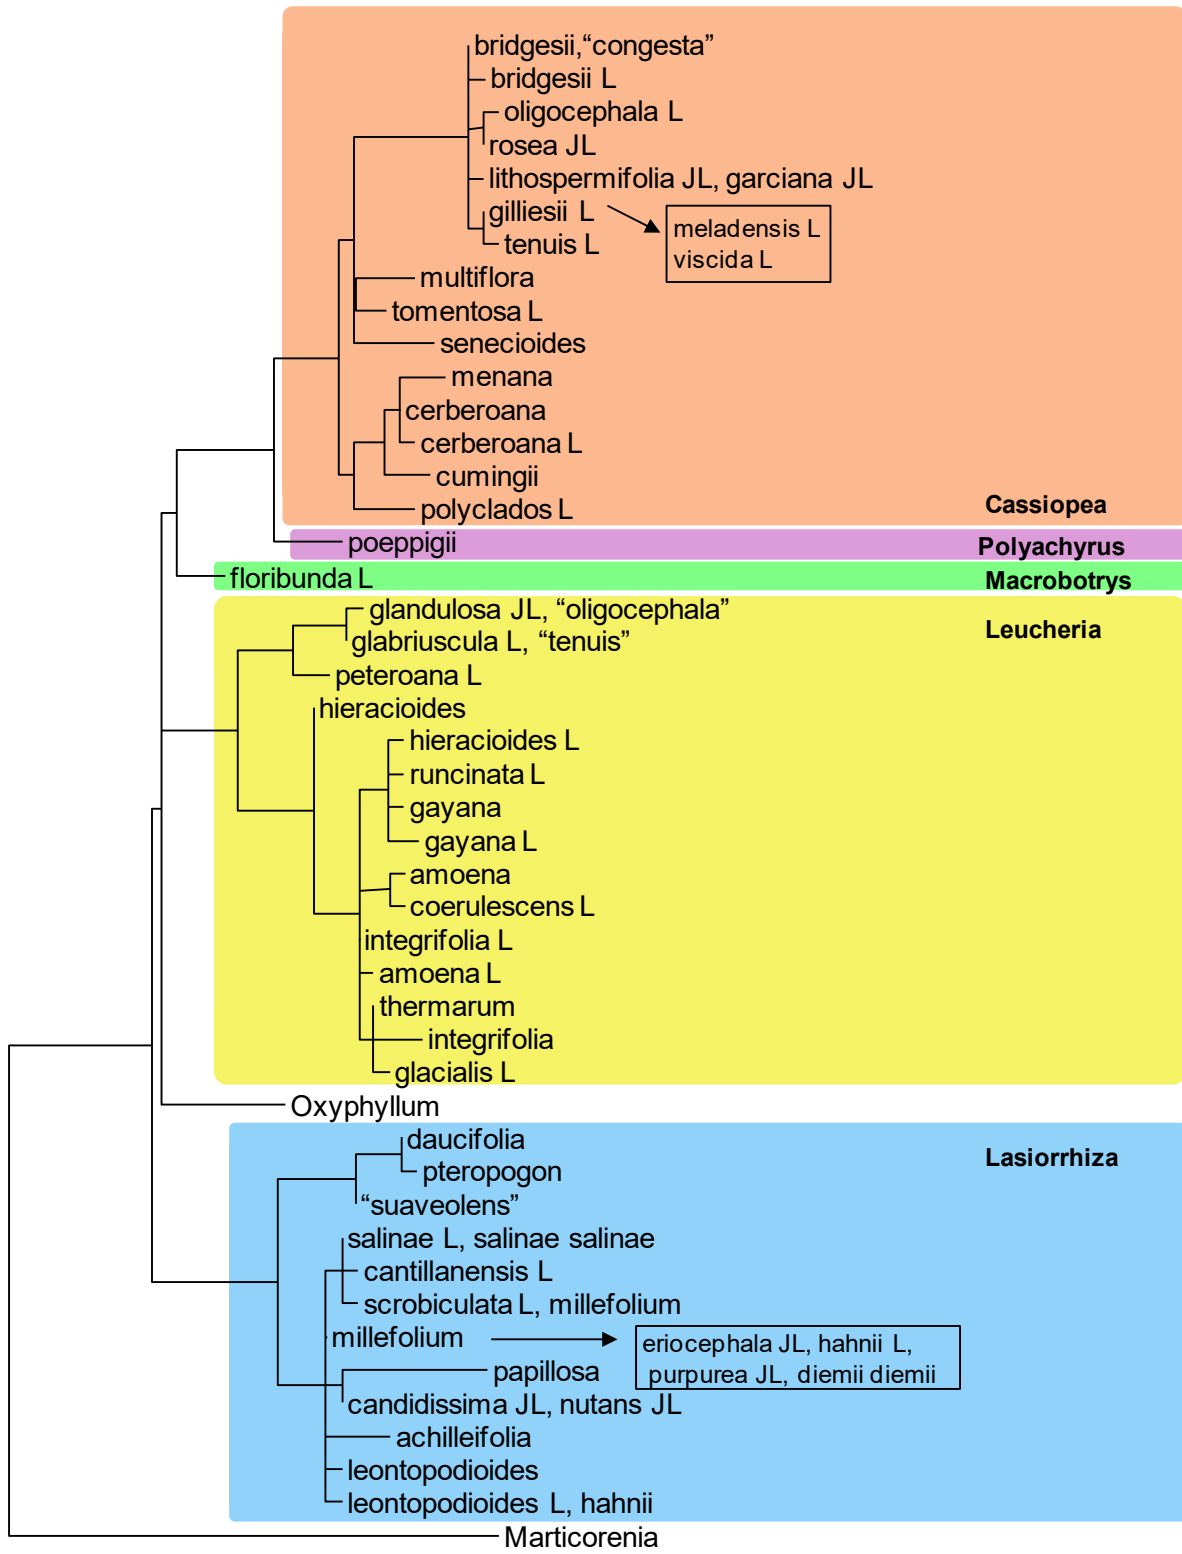 bridgesii,“congesta”
bridgesii L
oligocephala L
rosea JL
lithospermifolia JL, garciana JL
gilliesii L
meladensis L
viscida L
tenuis L
multiflora
tomentosa L
senecioides
menana
cerberoana
cerberoana L
cumingii
polyclados L
Cassiopea
poeppigii
Polyachyrus
floribunda L
Macrobotrys
glandulosa JL, “oligocephala”
Leucheria
glabriuscula L, “tenuis”
peteroana L
hieracioides
hieracioides L
runcinata L
gayana
gayana L
amoena
coerulescens L
integrifolia L
amoena L
thermarum
integrifolia
glacialis L
Oxyphyllum
daucifolia
Lasiorrhiza
pteropogon
“suaveolens”
salinae L, salinae salinae
cantillanensis L
scrobiculata L, millefolium
millefolium
eriocephala JL, hahnii L,
purpurea JL, diemii diemii
papillosa
candidissima JL, nutans JL
achilleifolia
leontopodioides
leontopodioides L, hahnii
Marticorenia